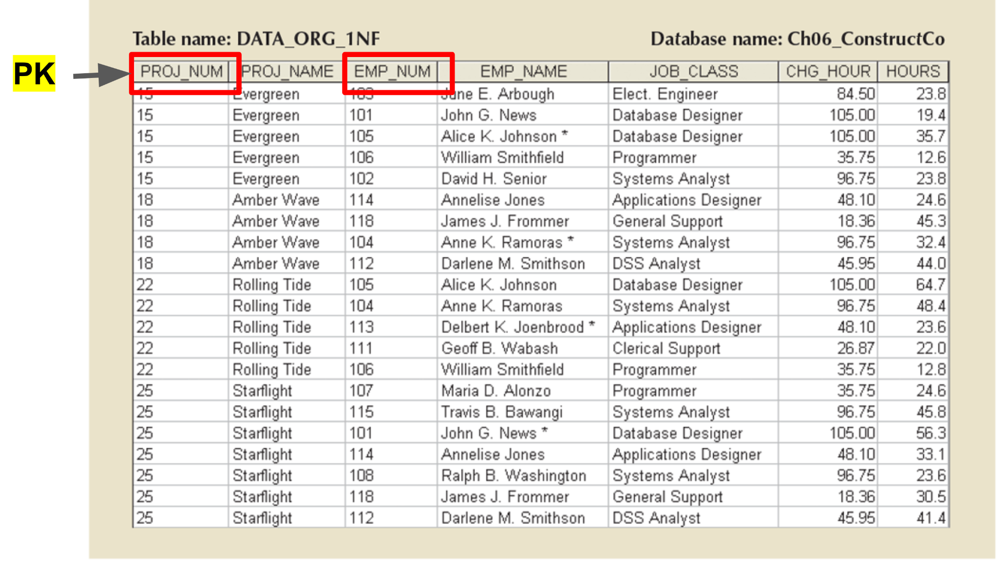 Table name: DATA_ORG_1NF Database name: Ch06_ConstructCo
PK
PROJ_NUM PROJ_NAME EMP_NUM EMP_NAME JOB_CLASS CHG_HOUR HOURS
15 Evergreen 103 June E. Arbough Elect. Engineer 84.50 23.8
15 Evergreen 101 John G. News Database Designer 105.00 19.4
15 Evergreen 105 Alice K. Johnson * Database Designer 105.00 35.7
15 Evergreen 106 William Smithfield Programmer 35.75 12.6
15 Evergreen 102 David H. Senior Systems Analyst 96.75 23.8
18 Amber Wave 114 Annelise Jones Applications Designer 48.10 24.6
18 Amber Wave 118 James J. Frommer General Support 18.36 45.3
18 Amber Wave 104 Anne K. Ramoras * Systems Analyst 96.75 32.4
18 Amber Wave 112 Darlene M. Smithson DSS Analyst 45.95 44.0
22 Rolling Tide 105 Alice K. Johnson Database Designer 105.00 64.7
22 Rolling Tide 104 Anne K. Ramoras Systems Analyst 96.75 48.4
22 Rolling Tide 113 Delbert K. Joenbrood * Applications Designer 48.10 23.6
22 Rolling Tide 111 Geoff B. Wabash Clerical Support 26.87 22.0
22 Rolling Tide 106 William Smithfield Programmer 35.75 12.8
25 Starflight 107 Maria D. Alonzo Programmer 35.75 24.6
25 Starflight 115 Travis B. Bawangi Systems Analyst 96.75 45.8
25 Starflight 101 John G. News * Database Designer 105.00 56.3
25 Starflight 114 Annelise Jones Applications Designer 48.10 33.1
25 Starflight 108 Ralph B. Washington Systems Analyst 96.75 23.6
25 Starflight 118 James J. Frommer General Support 18.36 30.5
25 Starflight 112 Darlene M. Smithson DSS Analyst 45.95 41.4